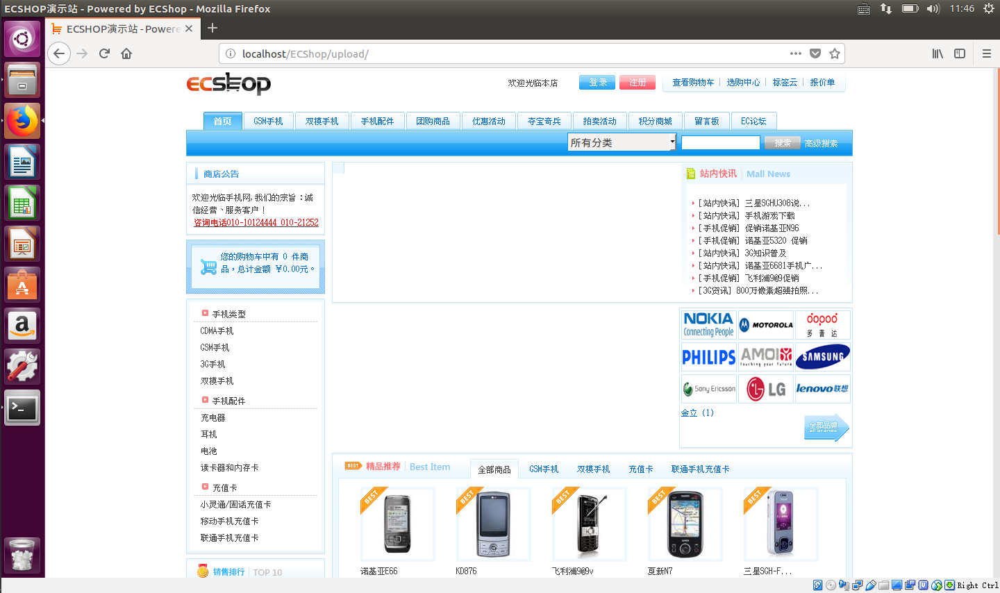 ECSHOP演示站 - Powered by ECShop - Mozilla Firefox
11:46
ECSHOP演示站 - Powere
localhost/ECShop/upload/
ecshop
欢迎光临本店
登录
注册
查看购物车
选购中心
标签云
报价单
首页
GSM手机
双模手机
手机配件
团购商品
优惠活动
夺宝奇兵
拍卖活动
积分商城
留言板
EC论坛
所有分类
搜索
高级搜索
商店公告
欢迎光临手机网,我们的宗旨：诚
信经营、服务客户！
咨询电话010-10124444 010-21252
您的购物车中有 0 件商
品，总计金额 ￥0.00元。
手机类型
CDMA手机
GSM手机
3G手机
双模手机
手机配件
充电器
耳机
电池
读卡器和内存卡
充值卡
小灵通/固话充值卡
移动手机充值卡
联通手机充值卡
销售排行 TOP 10
站内快讯 Mall News
[站内快讯] 三星SGHU308说...
[站内快讯] 手机游戏下载
[手机促销] 促销诺基亚N96
[手机促销] 诺基亚5320 促销
[站内快讯] 3G知识普及
[站内快讯] 诺基亚6681手机广...
[手机促销] 飞利浦9@9促销
[3G资讯] 800万像素超强拍照...
NOKIA
Connecting People
MOTOROLA
dopod
多普达
PHILIPS
AMOI
touching your future
SAMSUNG
Sony Ericsson
LG
lenovo联想
金立 (1)
全部品牌
all brands
BEST 精品推荐 Best Item
全部商品
GSM手机
双模手机
充值卡
联通手机充值卡
BEST
BEST
BEST
BEST
BEST
诺基亚E66
KD876
飞利浦9@9v
夏新N7
三星SGH-F...
Right Ctrl